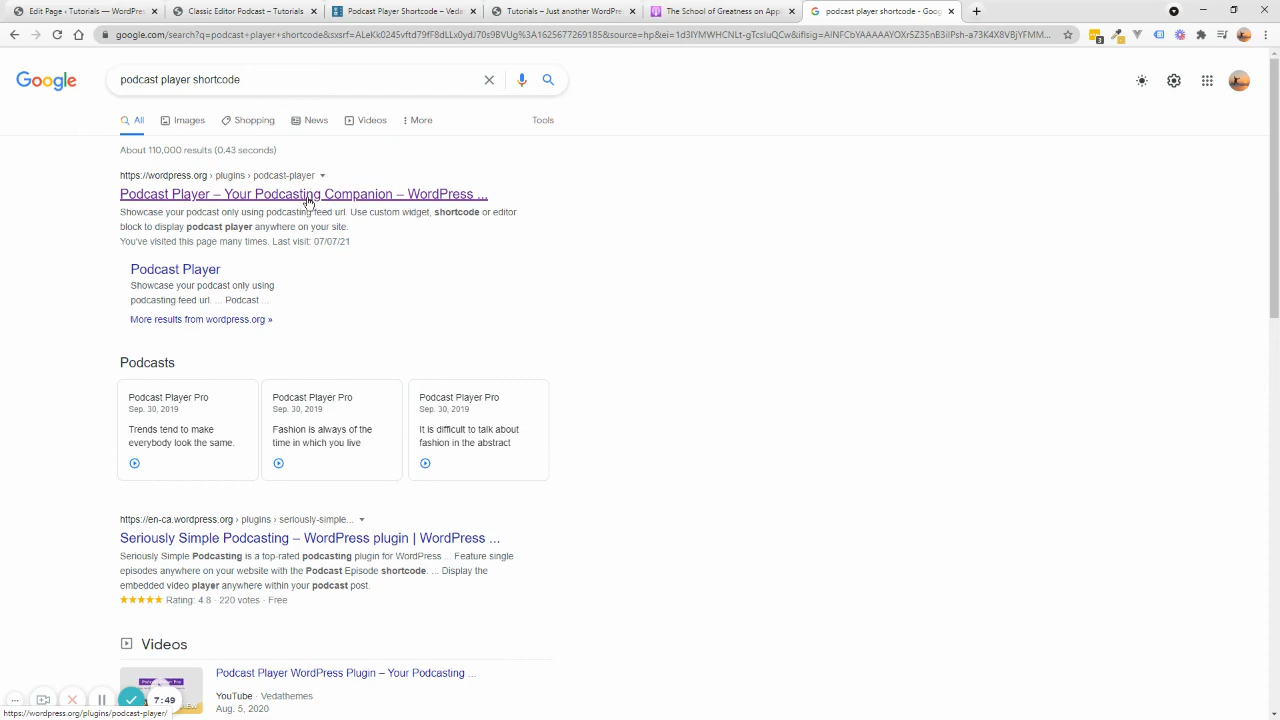 Edit Page ‹ Tutorials — WordPress
Classic Editor Podcast – Tutorials
Podcast Player Shortcode – Veda
Tutorials – Just another WordPre
The School of Greatness on App
podcast player shortcode - Goog
Google
podcast player shortcode
All
Images
Shopping
News
Videos
More
Tools
About 110,000 results (0.43 seconds)
https://wordpress.org › plugins › podcast-player
Podcast Player – Your Podcasting Companion – WordPress ...
Showcase your podcast only using podcasting feed url. Use custom widget, shortcode or editor
block to display podcast player anywhere on your site.
You've visited this page many times. Last visit: 07/07/21
Podcast Player
Showcase your podcast only using
podcasting feed url. ... Podcast ...
More results from wordpress.org »
Podcasts
Podcast Player Pro
Sep. 30, 2019
Trends tend to make
everybody look the same.
Podcast Player Pro
Sep. 30, 2019
Fashion is always of the
time in which you live
Podcast Player Pro
Sep. 30, 2019
It is difficult to talk about
fashion in the abstract
https://en-ca.wordpress.org › plugins › seriously-simple...
Seriously Simple Podcasting – WordPress plugin | WordPress ...
Seriously Simple Podcasting is a top-rated podcasting plugin for WordPress ... Feature single
episodes anywhere on your website with the Podcast Episode shortcode. ... Display the
embedded video player anywhere within your podcast post.
Rating: 4.8 · 220 votes · Free
Videos
Podcast Player WordPress Plugin – Your Podcasting ...
YouTube · Vedathemes
Aug. 5, 2020
7:49
https://wordpress.org/plugins/podcast-player/